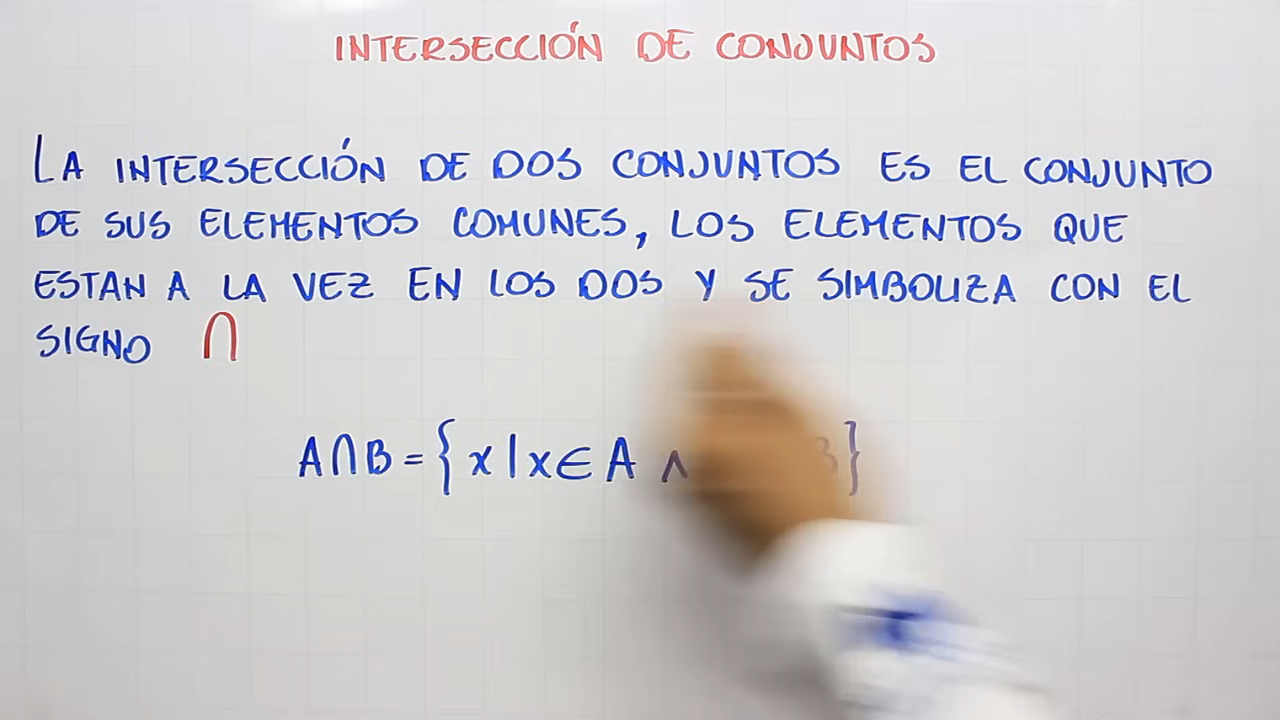 INTERSECCIÓN DE CONJUNTOS
LA INTERSECCIÓN DE DOS CONJUNTOS ES EL CONJUNTO
DE SUS ELEMENTOS COMUNES, LOS ELEMENTOS QUE
ESTAN A LA VEZ EN LOS DOS Y SE SIMBOLIZA CON EL
SIGNO ∩
A∩B={x|x∈A ∧ B}